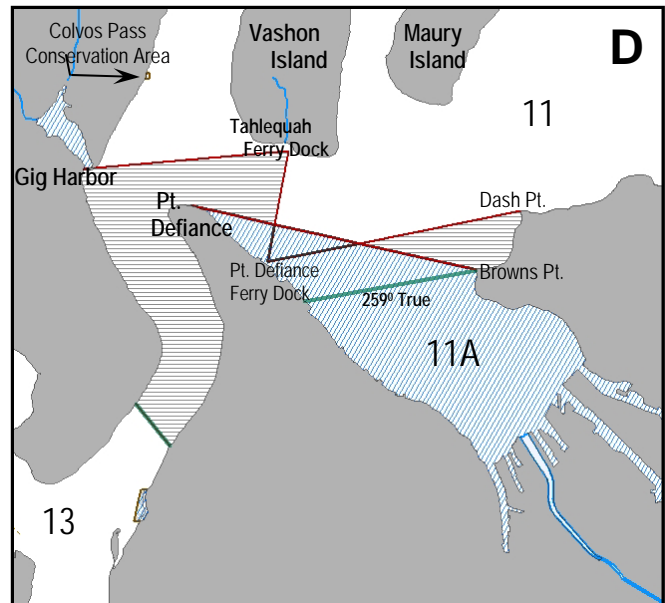 Colvos Pass
Conservation Area
Vashon
Island
Maury
Island
D
11
Tahlequah
Ferry Dock
Gig Harbor
Pt.
Defiance
Dash Pt.
Pt. Defiance
Ferry Dock
Browns Pt.
259⁰ True
11A
13